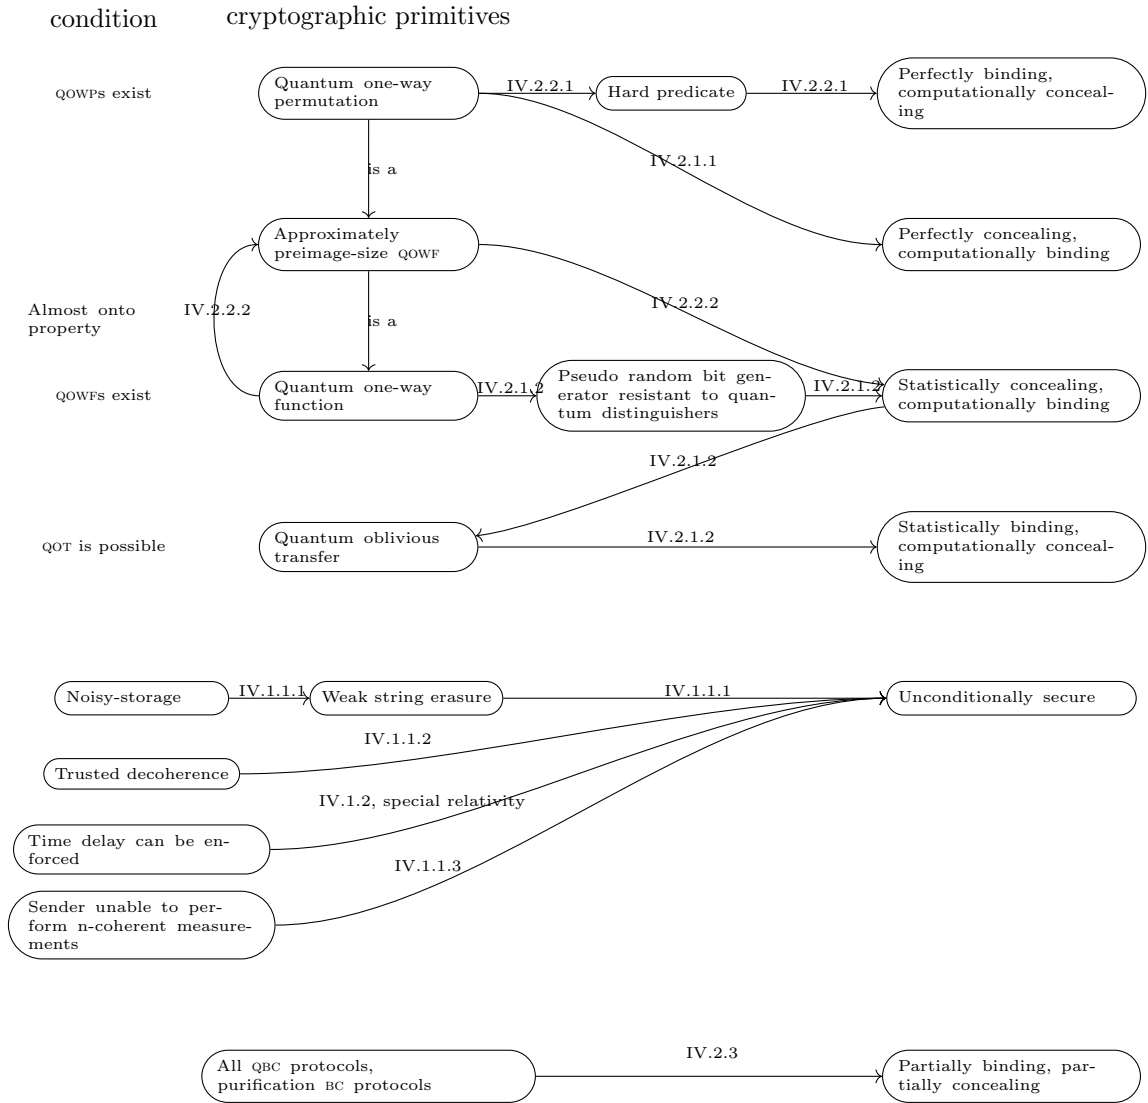 condition
cryptographic primitives
QOWPs exist
Quantum one-way
permutation
IV.2.2.1
Hard predicate
IV.2.2.1
Perfectly binding,
computationally conceal-
ing
is a
IV.2.1.1
Approximately
preimage-size QOWF
Perfectly concealing,
computationally binding
Almost onto
property
IV.2.2.2
is a
IV.2.2.2
QOWFs exist
Quantum one-way
function
IV.2.1.2
Pseudo random bit gen-
erator resistant to quan-
tum distinguishers
IV.2.1.2
Statistically concealing,
computationally binding
IV.2.1.2
QOT is possible
Quantum oblivious
transfer
IV.2.1.2
Statistically binding,
computationally conceal-
ing
Noisy-storage
IV.1.1.1
Weak string erasure
IV.1.1.1
Unconditionally secure
IV.1.1.2
Trusted decoherence
IV.1.2, special relativity
Time delay can be en-
forced
IV.1.1.3
Sender unable to per-
form n-coherent measure-
ments
All QBC protocols,
purification BC protocols
IV.2.3
Partially binding, par-
tially concealing